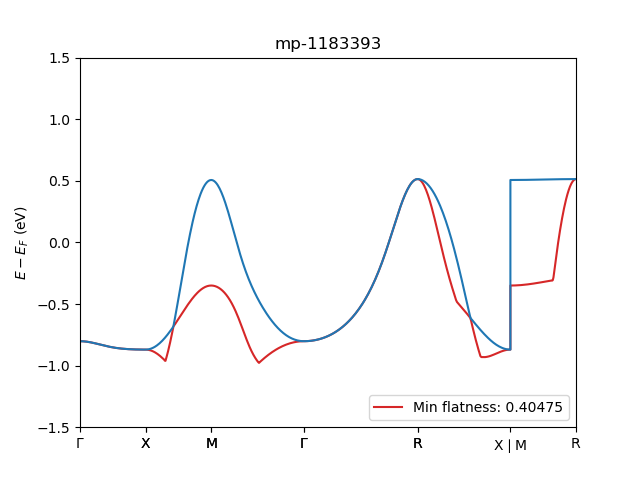 mp-1183393
E − E_F (eV)
1.5
1.0
0.5
0.0
−0.5
−1.0
−1.5
Min flatness: 0.40475
Γ X M Γ R X | M R